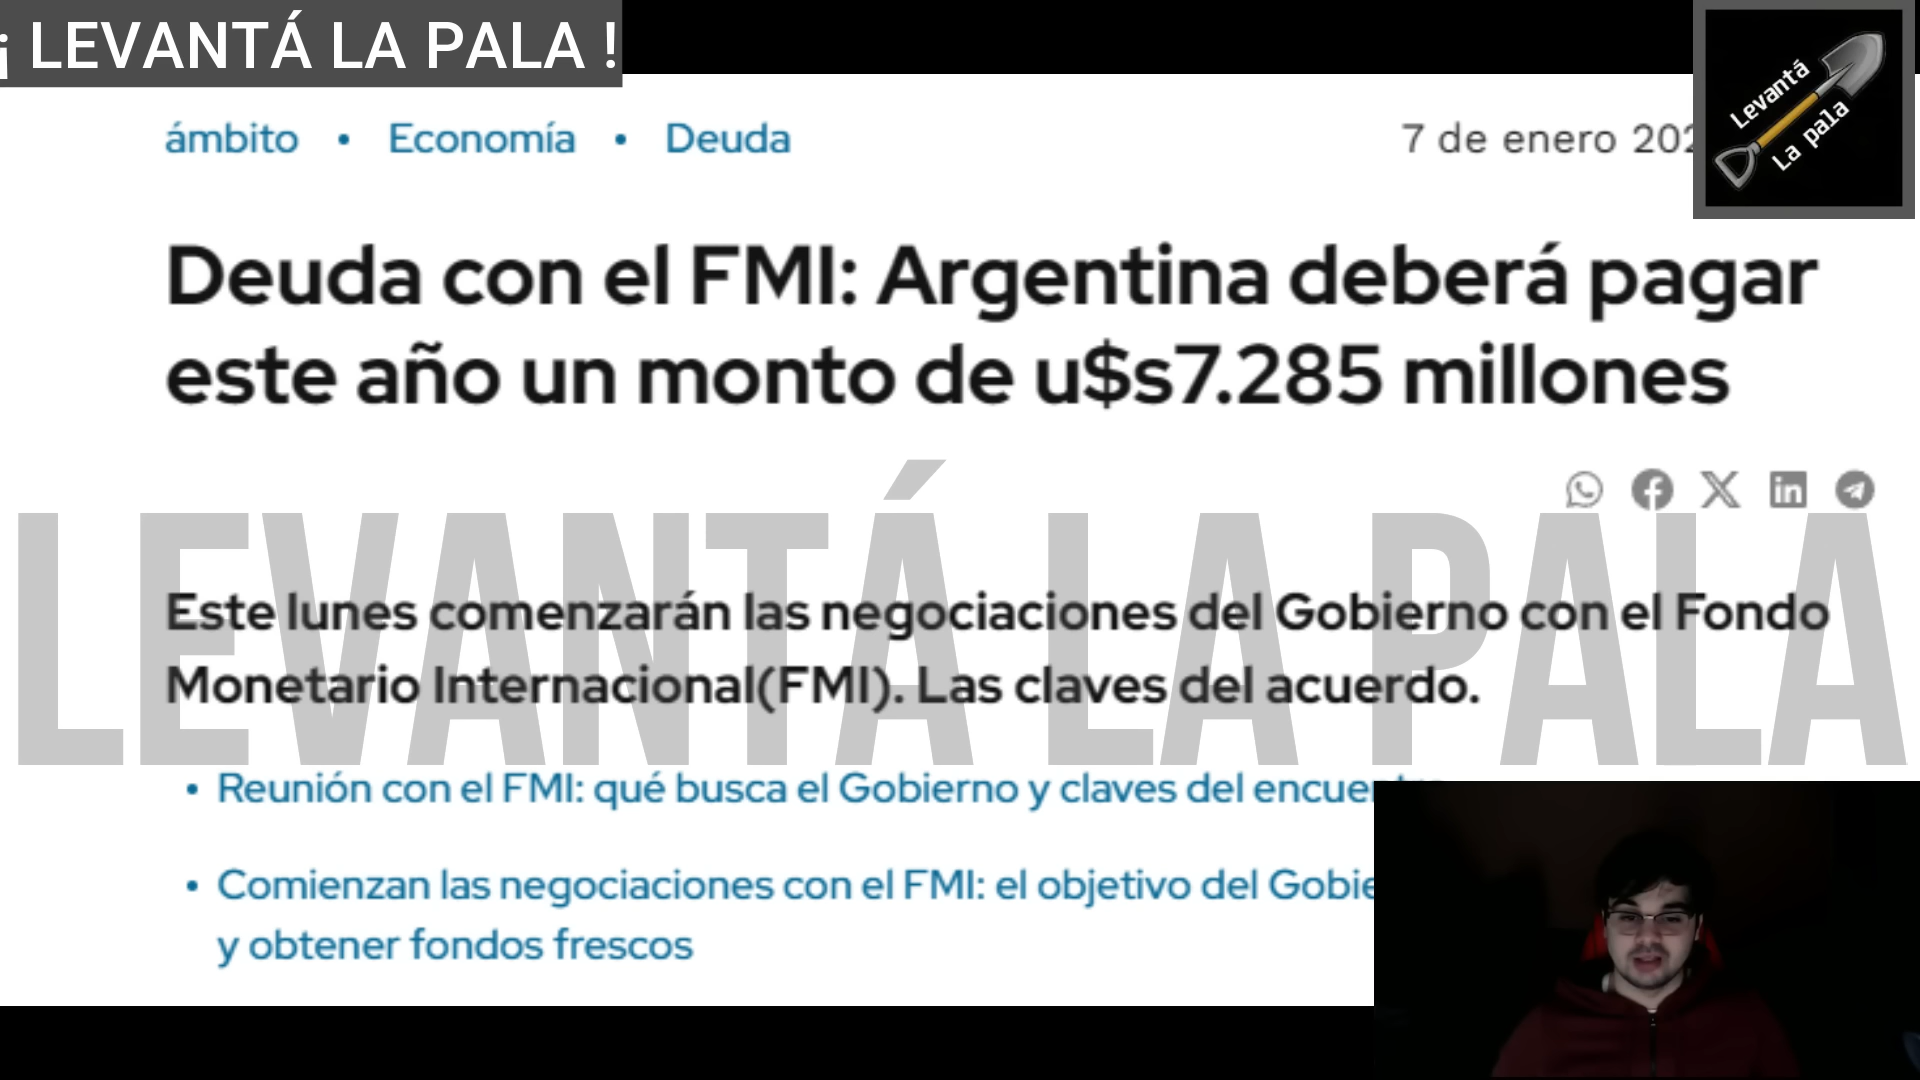 ¡ LEVANTÁ LA PALA !
Levantá
La pala
ámbito • Economía • Deuda
7 de enero 202
Deuda con el FMI: Argentina deberá pagar
este año un monto de u$s7.285 millones
LEVANTÁ LA PALA
Este lunes comenzarán las negociaciones del Gobierno con el Fondo
Monetario Internacional(FMI). Las claves del acuerdo.
• Reunión con el FMI: qué busca el Gobierno y claves del
• Comienzan las negociaciones con el FMI: el objetivo del
y obtener fondos frescos